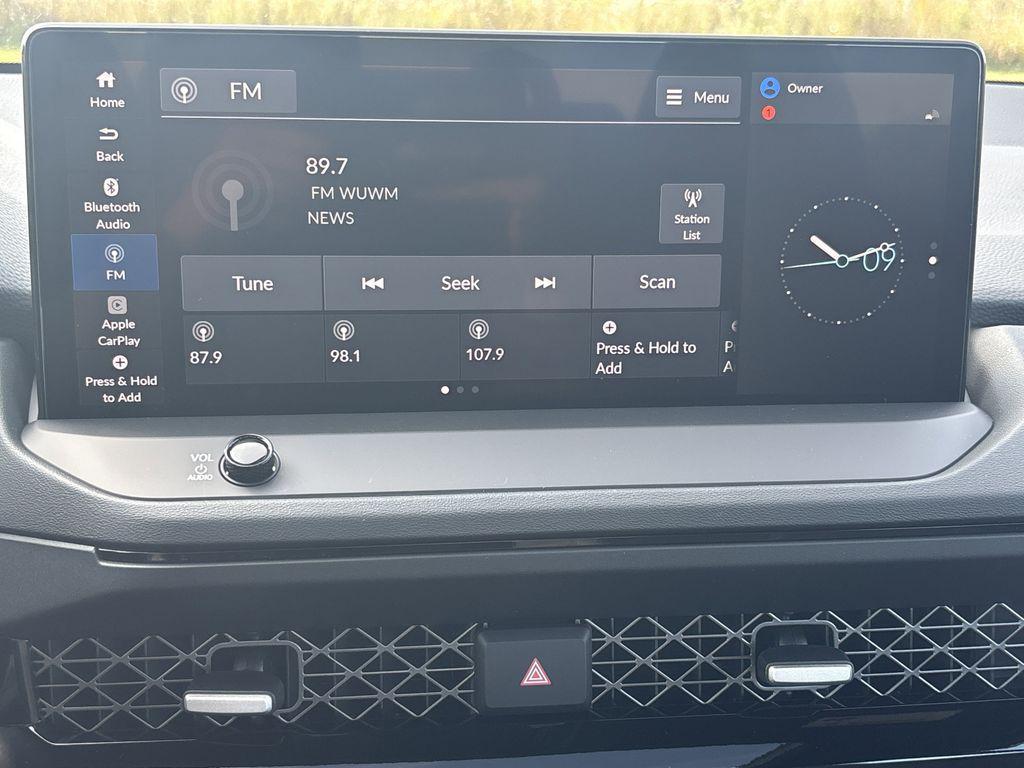 Home
FM
Menu
Owner
1
Back
89.7
FM WUWM
NEWS
Bluetooth
Audio
Station
List
FM
Tune
Seek
Scan
09
Apple
CarPlay
87.9
98.1
107.9
Press & Hold to
Add
P
A
Press & Hold
to Add
VOL
AUDIO